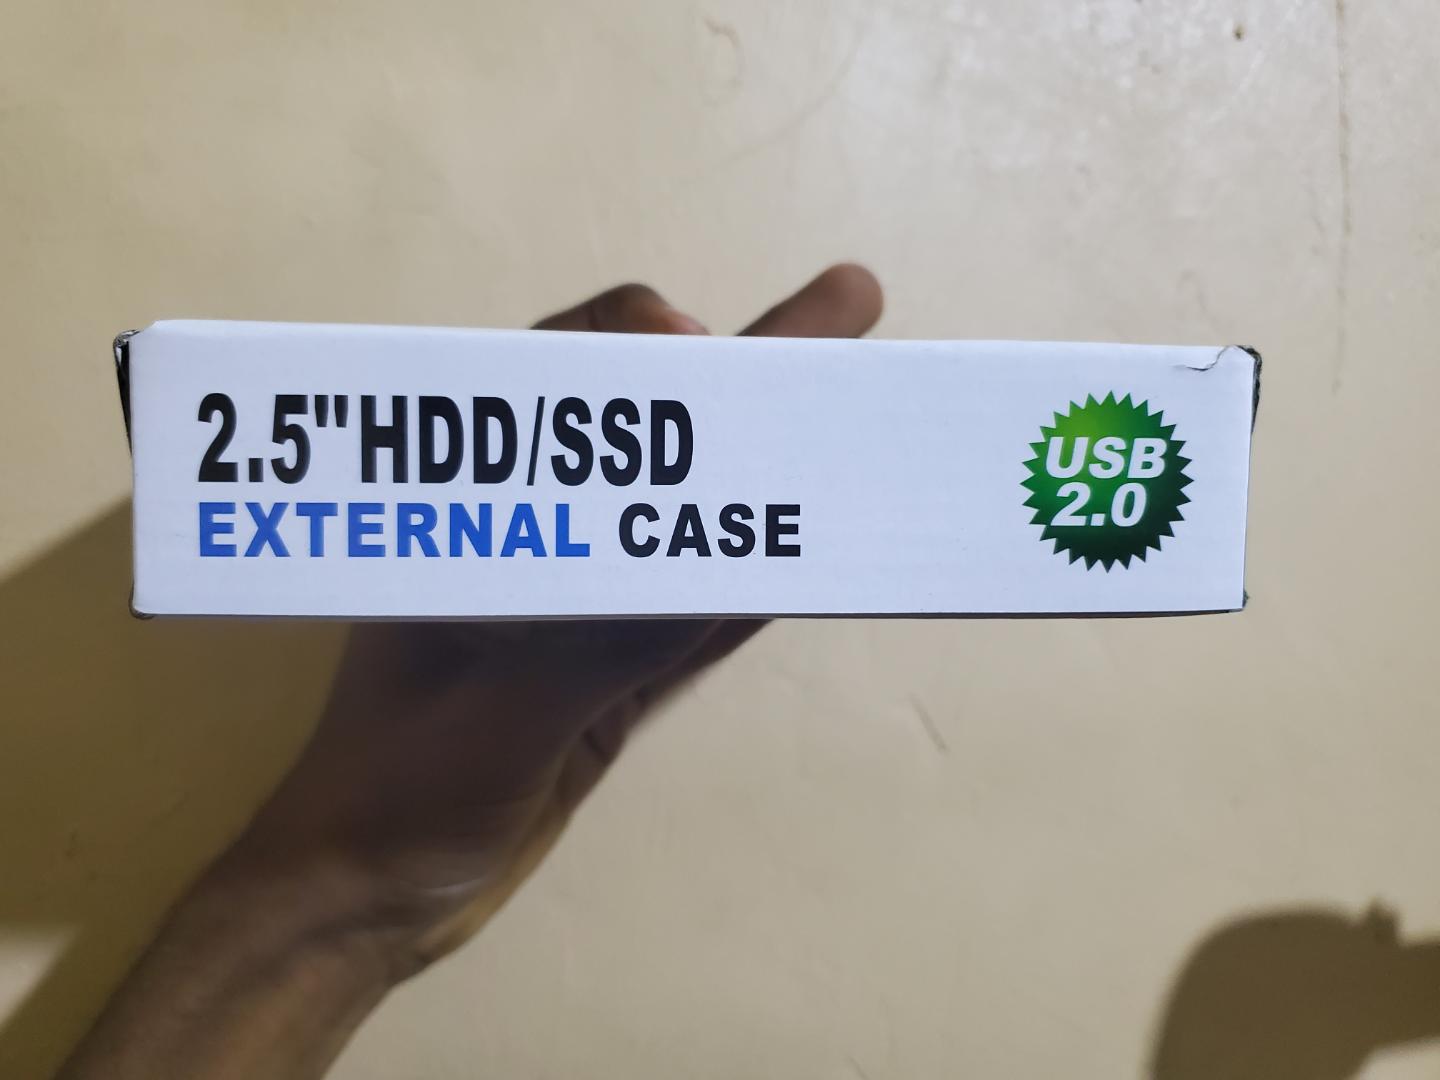 2.5"HDD/SSD
EXTERNAL CASE
USB
2.0